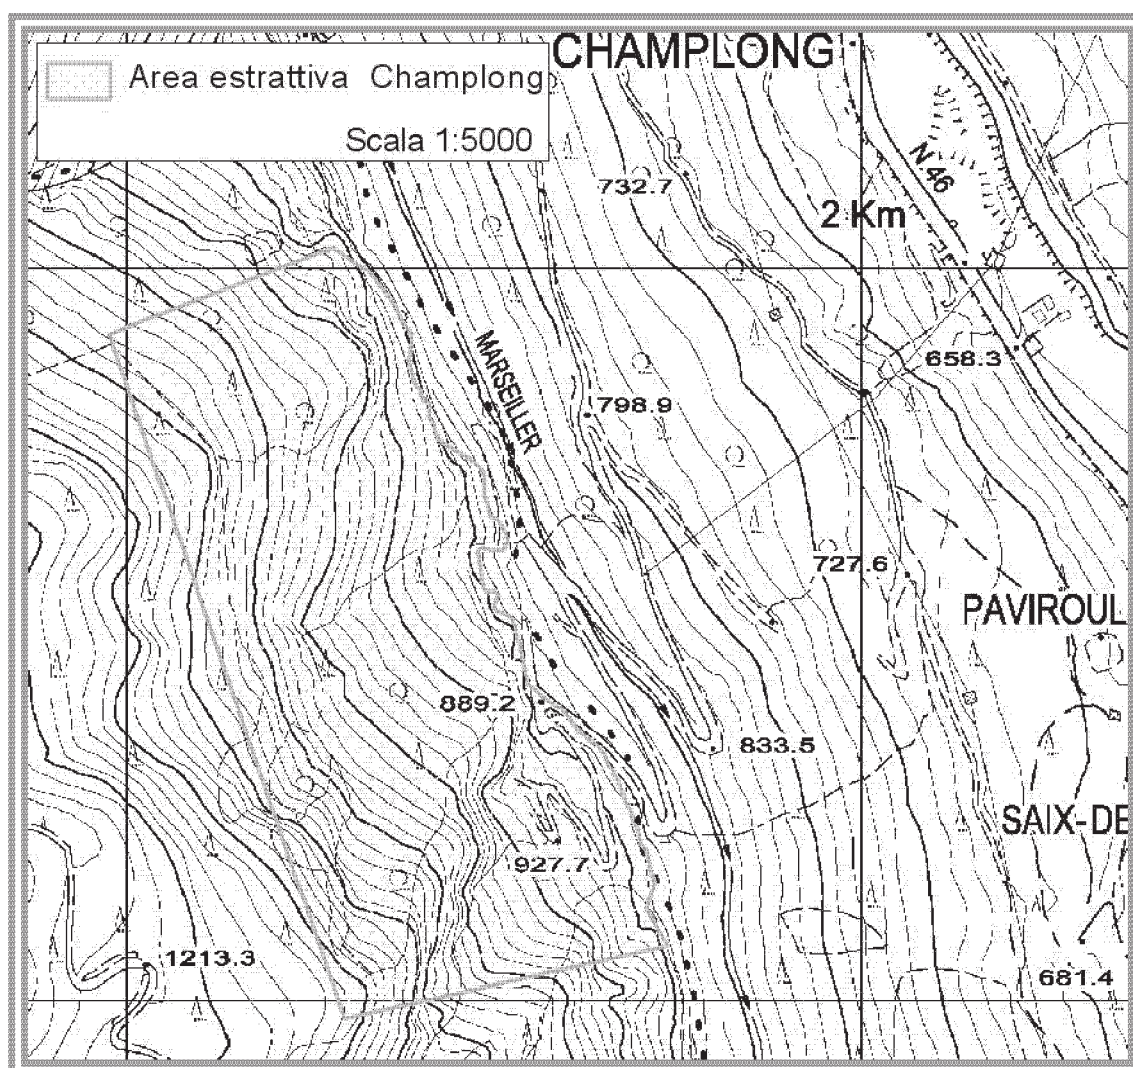 CHAMPLONG
Area estrattiva Champlong
Scala 1:5000
N.46
732.7
2 Km
MARSEILLER
658.3
798.9
727.6
PAVIROUL
889.2
833.5
SAIX-DE
927.7
1213.3
681.4